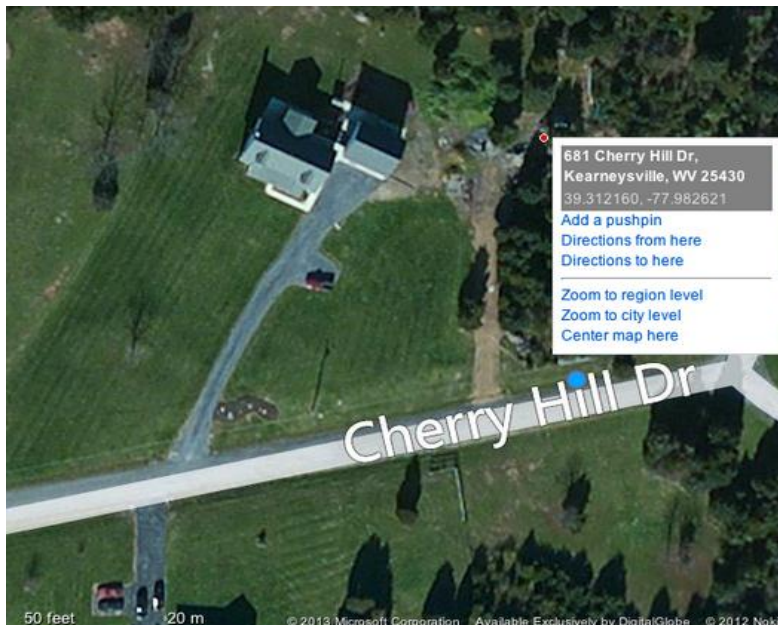 681 Cherry Hill Dr,
Kearneysville, WV 25430
39.312160, -77.982621
Add a pushpin
Directions from here
Directions to here
Zoom to region level
Zoom to city level
Center map here
Cherry Hill Dr
50 feet 20 m © 2013 Microsoft Corporation Available Exclusively by DigitalGlobe © 2012 Nok